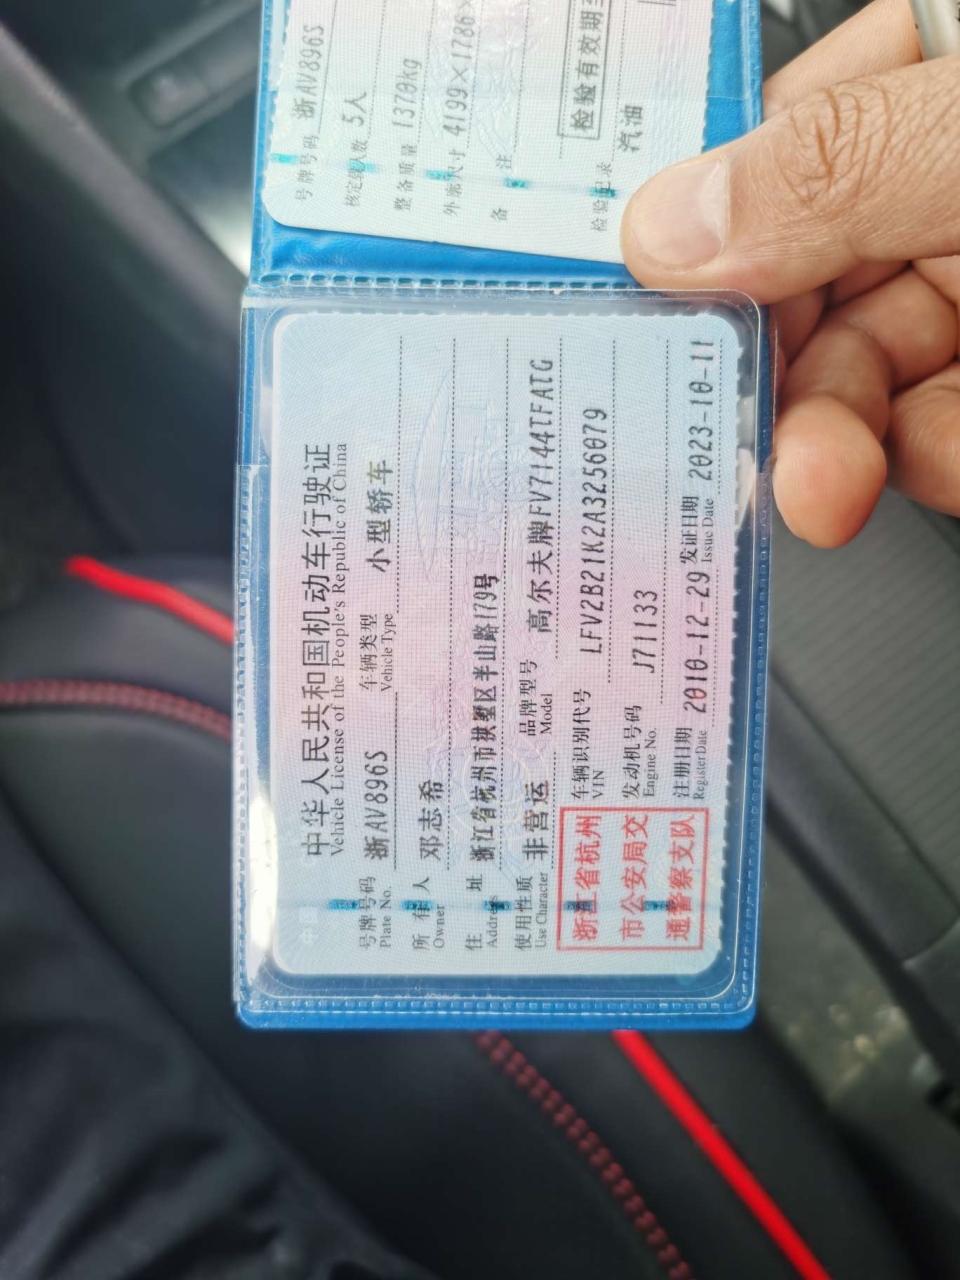 中华人民共和国机动车行驶证
Vehicle License of the People's Republic of China
号牌号码 浙AV896S 车辆类型 小型轿车
Plate No. Vehicle Type
所有人 邓志希
Owner
住 址 浙江省杭州市拱墅区半山路179号
Address
使用性质 非营运 品牌型号 高尔夫牌FV7144TFATG
Use Character Model
浙江省杭州
市公安局交
通警察支队
车辆识别代号 LFV2B21K2A3256079
VIN
发动机号码 J71133
Engine No.
注册日期 2010-12-29 发证日期 2023-10-11
Register Date Issue Date
号牌号码 浙AV896S
核定载人数 5人
整备质量 1379kg
外廓尺寸 4199×1786×
备 注
检验有效期至
检验记录 汽油